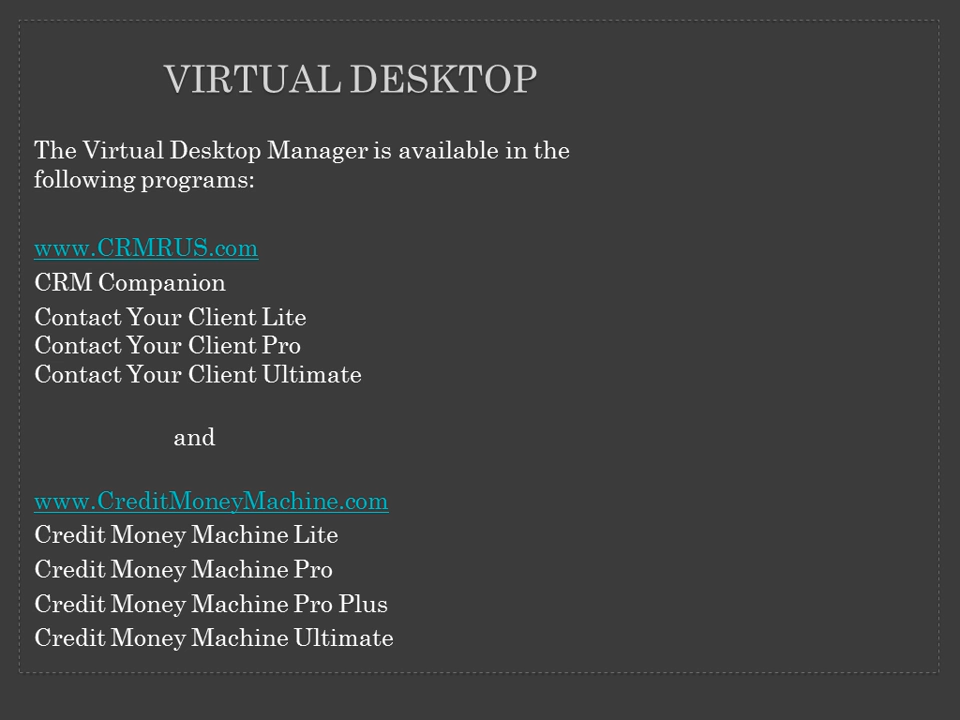 VIRTUAL DESKTOP
The Virtual Desktop Manager is available in the
following programs:
www.CRMRUS.com
CRM Companion
Contact Your Client Lite
Contact Your Client Pro
Contact Your Client Ultimate
and
www.CreditMoneyMachine.com
Credit Money Machine Lite
Credit Money Machine Pro
Credit Money Machine Pro Plus
Credit Money Machine Ultimate